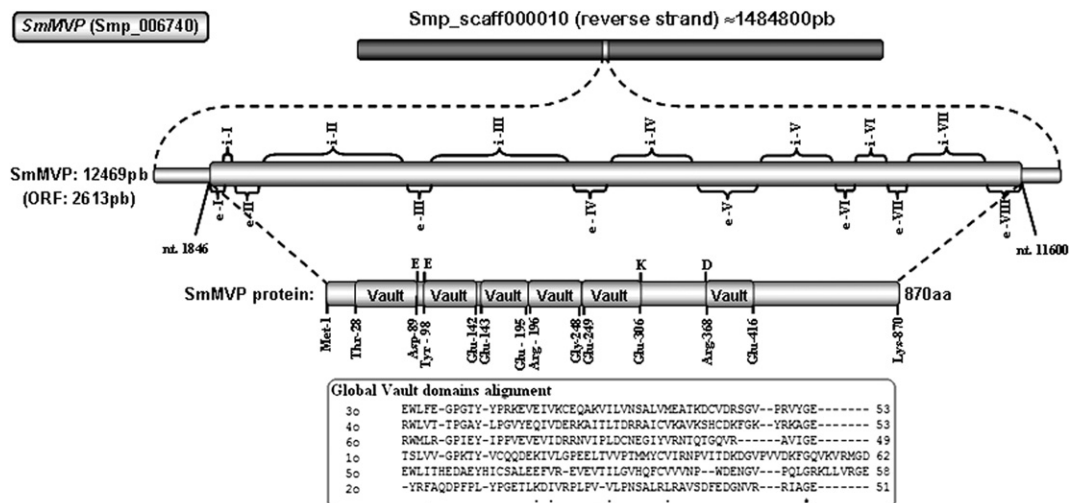 SmMVP (Smp_006740)
Smp_scaff000010 (reverse strand) ≈1484800pb
i-I i-II i-III i-IV i-V i-VI i-VII
SmMVP: 12469pb
(ORF: 2613pb)
e-I e-II e-III e-IV e-V e-VI e-VII e-VIII
nt. 1846 nt. 11600
E E K D
SmMVP protein: Vault Vault Vault Vault Vault Vault 870aa
Met-1 Thr-28 Asp-89 Tyr - 98 Glu-142 Glu-143 Glu - 195 Arg - 196 Gly-248 Glu-249 Glu-306 Arg-368 Glu-416 Lys-870
Global Vault domains alignment
3o EWLFE-GPGTY-YPRKEVEIVKCEQAKVILVNSALVMEATKDCVDRSGV--PRVYGE------- 53
4o RWLVT-TPGAY-LPGVYEQIVDERKAITLTDRRAICVKAVKSHCDKFGK--YRKAGE------- 53
6o RWMLR-GPIEY-IPPVEVEVIDRRNVIPLDCNEGIYVRNTQTGQVR-----AVIGE------- 49
1o TSLVV-GPKTY-VCQQDEKIVLGPEELTVVPTMMYCVIRNPVITDKDGVPVVDKFGQVKVRMGD 62
5o EWLITHEDAEYHICSALEEFVR-EVEVTILGVHQFCVVVNP--WDENGV--PQLGRKLLVRGE 58
2o -YRFAQDPFPL-YPGETLKDIVRPLPVV-LPNSALRLRAVSDFEDGNVR--RIAGE------- 51